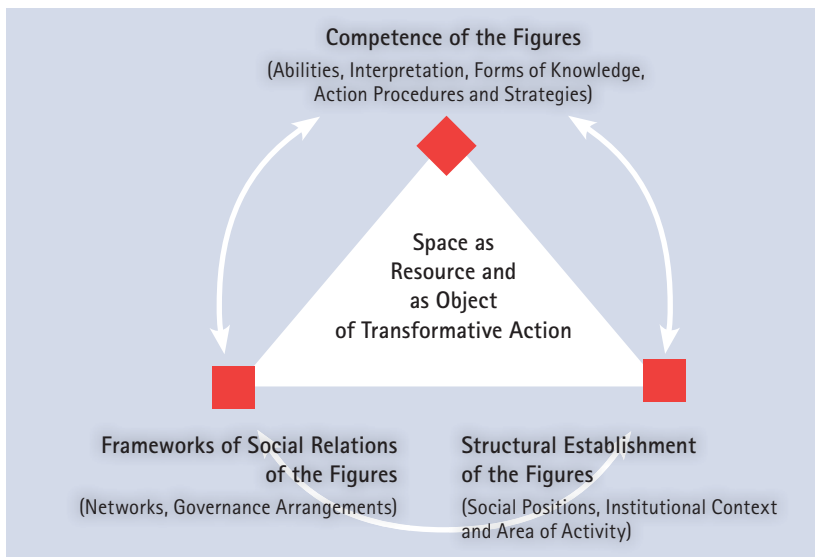 Competence of the Figures
(Abilities, Interpretation, Forms of Knowledge,
Action Procedures and Strategies)
Space as
Resource and
as Object
of Transformative Action
Frameworks of Social Relations
of the Figures
(Networks, Governance Arrangements)
Structural Establishment
of the Figures
(Social Positions, Institutional Context
and Area of Activity)